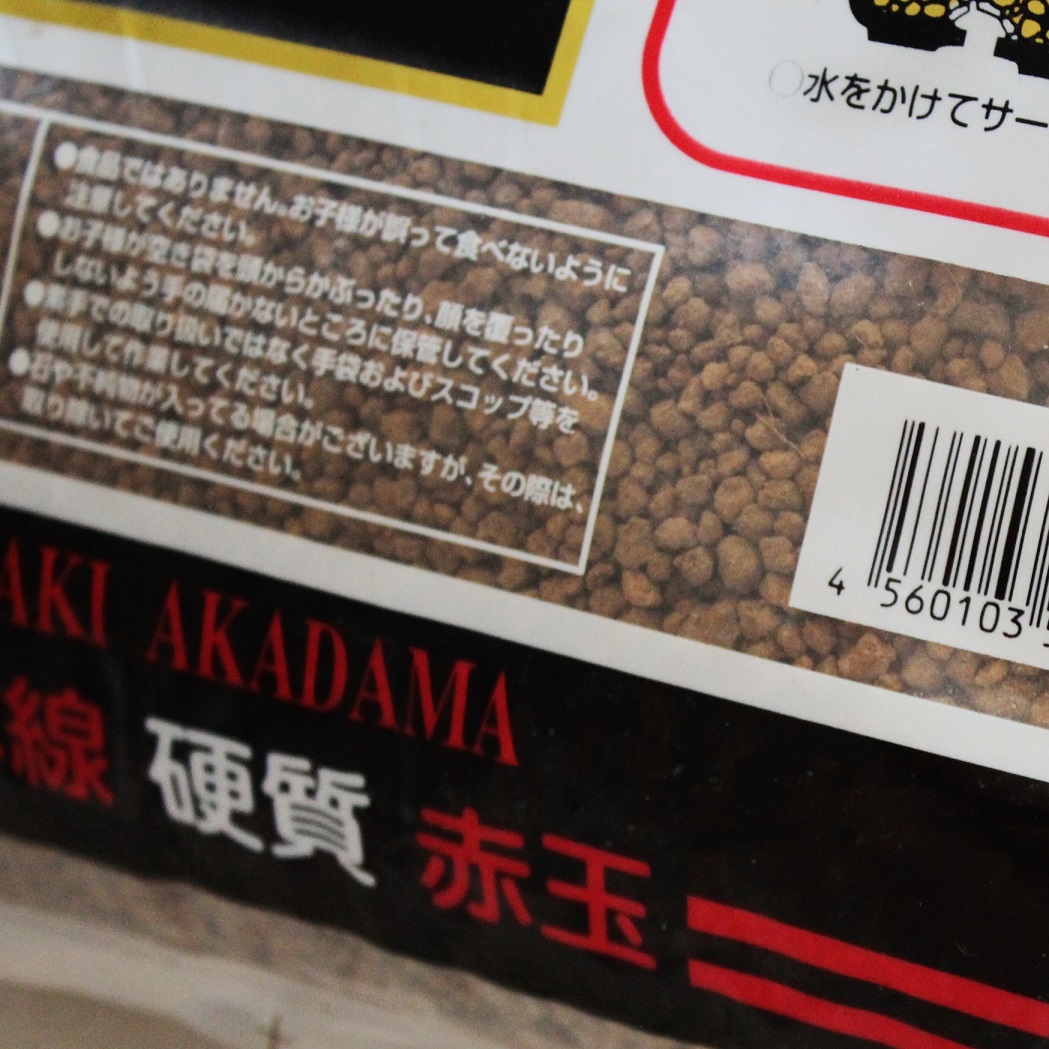 水をかけてサー
●食品ではありません。お子様が誤って食べないように
注意してください。
●お子様が空き袋を頭からかぶったり、顔を覆ったり
しないよう手の届かないところに保管してください。
●素手での取り扱いではなく手袋およびスコップ等を
使用して作業してください。
●石や不純物が入ってる場合がございますが、その際は、
取り除いてご使用ください。
4 560103
AKI AKADAMA
線 硬質 赤玉